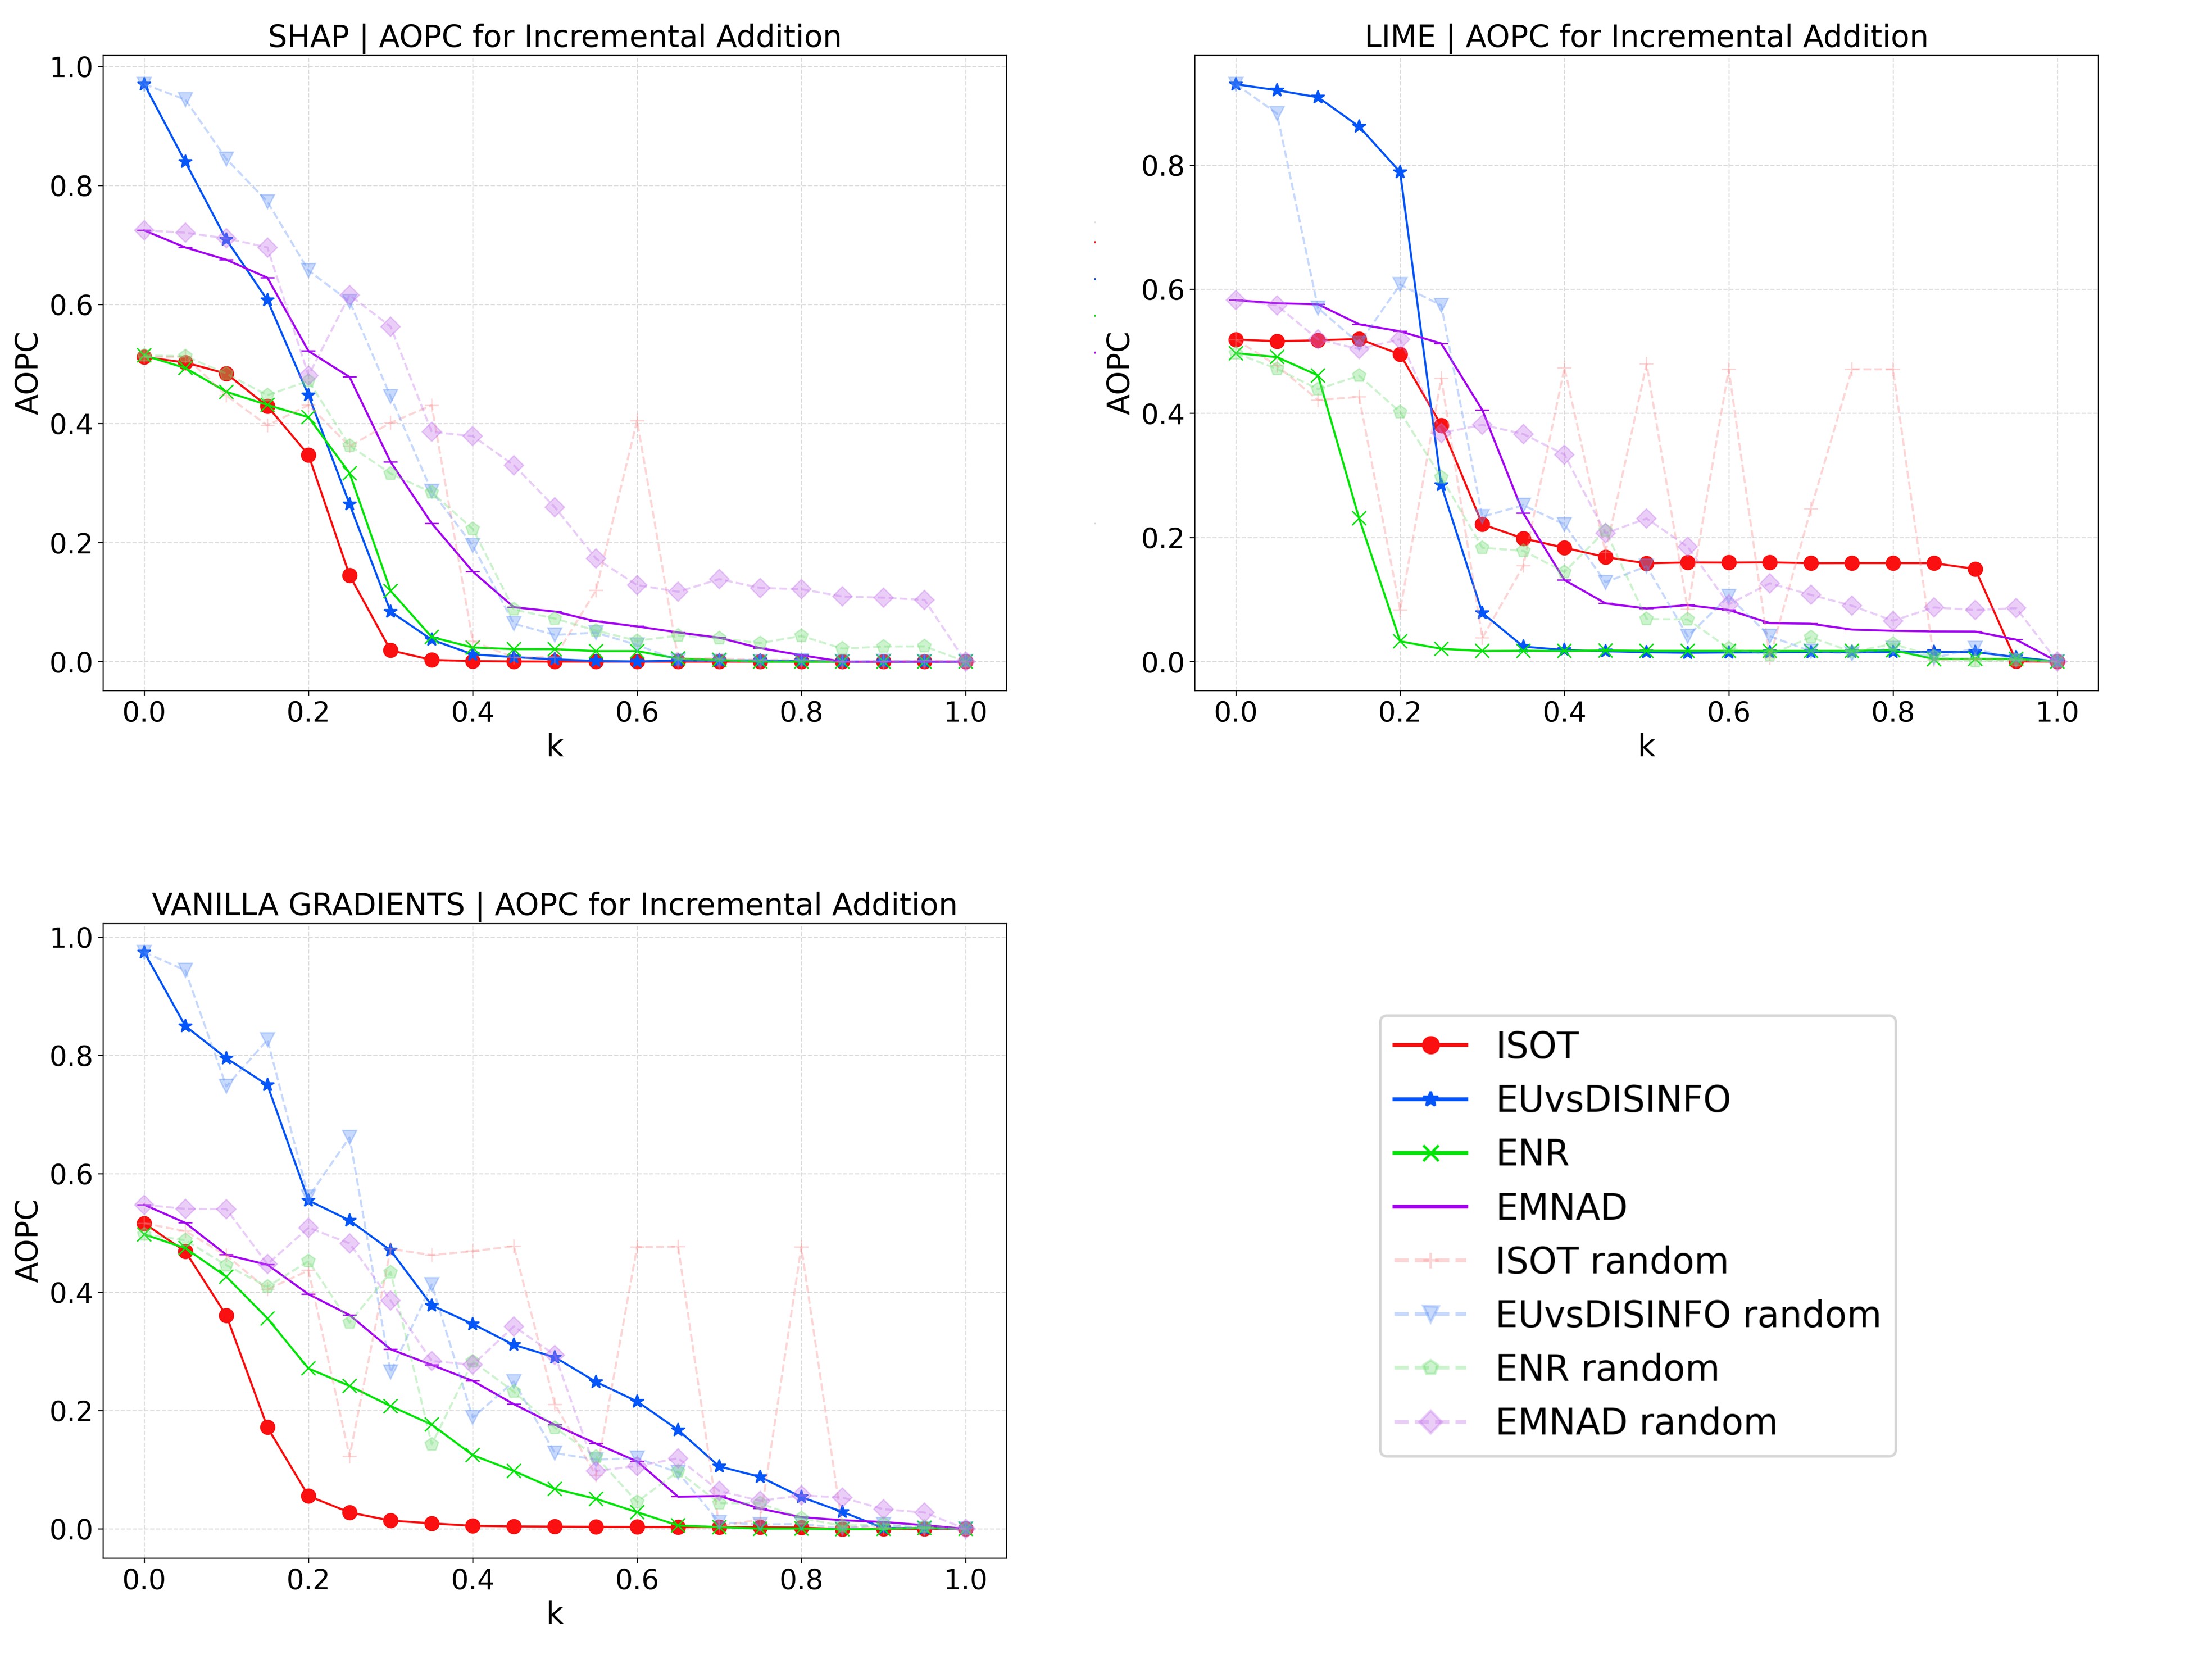 SHAP | AOPC for Incremental Addition
1.0
0.8
0.6
0.4
0.2
0.0
AOPC
0.0 0.2 0.4 0.6 0.8 1.0
k
LIME | AOPC for Incremental Addition
0.8
0.6
0.4
0.2
0.0
AOPC
0.0 0.2 0.4 0.6 0.8 1.0
k
VANILLA GRADIENTS | AOPC for Incremental Addition
1.0
0.8
0.6
0.4
0.2
0.0
AOPC
0.0 0.2 0.4 0.6 0.8 1.0
k
ISOT
EUvsDISINFO
ENR
EMNAD
ISOT random
EUvsDISINFO random
ENR random
EMNAD random